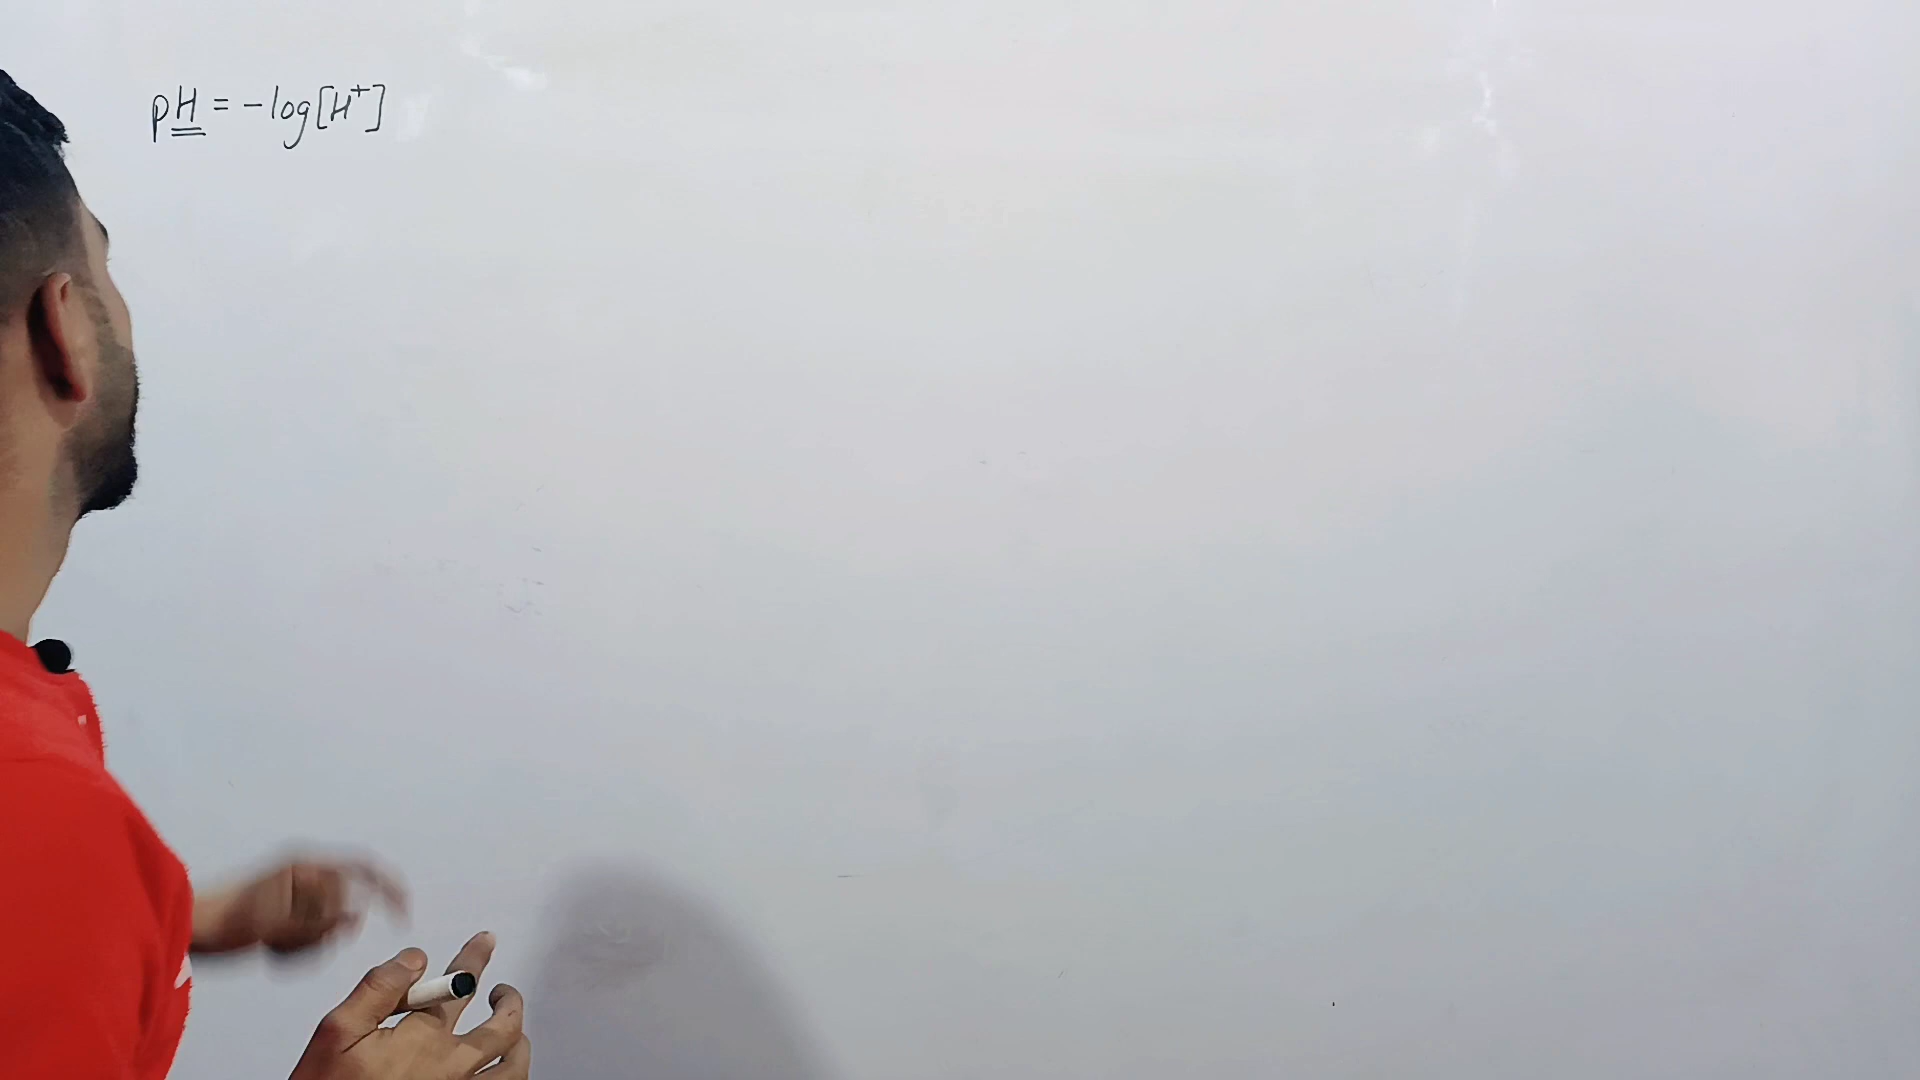 pH = -log[H⁺]